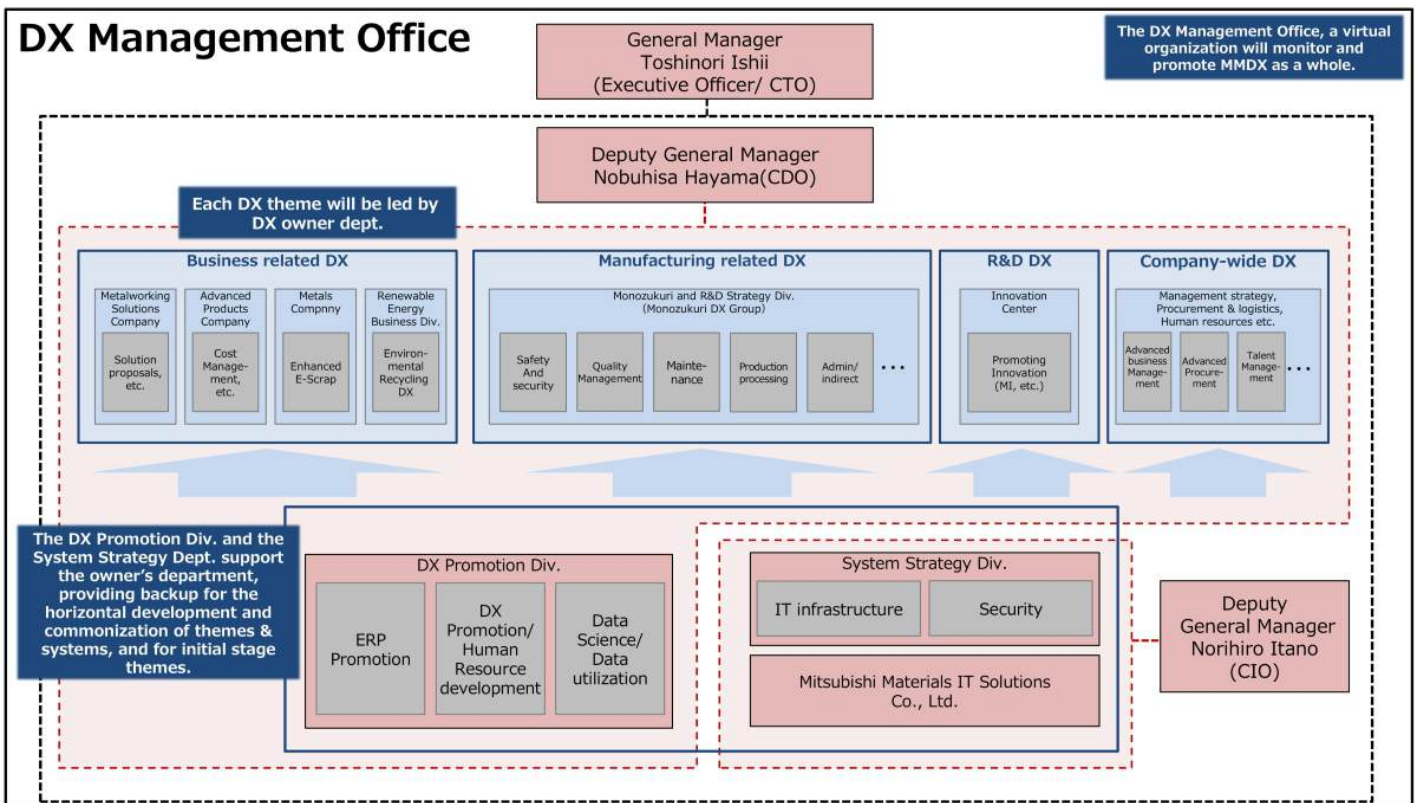 DX Management Office
General Manager
Toshinori Ishii
(Executive Officer/ CTO)
The DX Management Office, a virtual
organization will monitor and
promote MMDX as a whole.
Deputy General Manager
Nobuhisa Hayama(CDO)
Each DX theme will be led by
DX owner dept.
Business related DX
Metalworking
Solutions
Company
Solution
proposals,
etc.
Advanced
Products
Company
Cost
Manage-
ment,
etc.
Metals
Compnny
Enhanced
E-Scrap
Renewable
Energy
Business Div.
Environ-
mental
Recycling
DX
Manufacturing related DX
Monozukuri and R&D Strategy Div.
(Monozukuri DX Group)
Safety
And
security
Quality
Management
Mainte-
nance
Production
processing
Admin/
indirect
･･･
R&D DX
Innovation
Center
Promoting
Innovation
(MI, etc.)
Company-wide DX
Management strategy,
Procurement & logistics,
Human resources etc.
Advanced
business
Manage-
ment
Advanced
Procure-
ment
Talent
Manage-
ment
･･･
The DX Promotion Div. and the
System Strategy Dept. support
the owner's department,
providing backup for the
horizontal development and
commonization of themes &
systems, and for initial stage
themes.
DX Promotion Div.
ERP
Promotion
DX
Promotion/
Human
Resource
development
Data
Science/
Data
utilization
System Strategy Div.
IT infrastructure
Security
Mitsubishi Materials IT Solutions
Co., Ltd.
Deputy
General Manager
Norihiro Itano
(CIO)